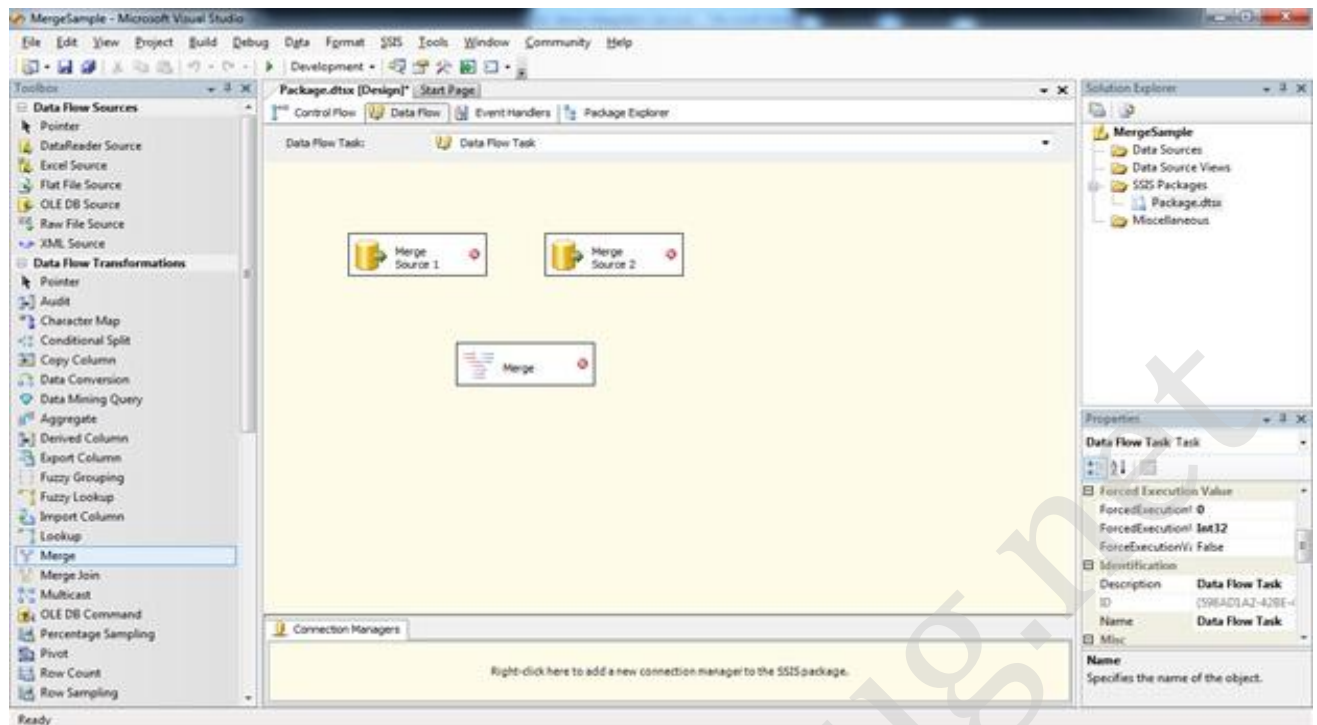 MergeSample - Microsoft Visual Studio
File Edit View Project Build Debug Data Format SSIS Tools Window Community Help
Development
Toolbox
Data Flow Sources
Pointer
DataReader Source
Excel Source
Flat File Source
OLE DB Source
Raw File Source
XML Source
Data Flow Transformations
Pointer
Audit
Character Map
Conditional Split
Copy Column
Data Conversion
Data Mining Query
Aggregate
Derived Column
Export Column
Fuzzy Grouping
Fuzzy Lookup
Import Column
Lookup
Merge
Merge Join
Multicast
OLE DB Command
Percentage Sampling
Pivot
Row Count
Row Sampling
Package.dtsx [Design]* Start Page
Control Flow Data Flow Event Handlers Package Explorer
Data Flow Task: Data Flow Task
Merge
Source 1
Merge
Source 2
Merge
Connection Managers
Right-click here to add a new connection manager to the SSIS package.
Solution Explorer
MergeSample
Data Sources
Data Source Views
SSIS Packages
Package.dtsx
Miscellaneous
Properties
Data Flow Task Task
Forced Execution Value
ForcedExecution 0
ForcedExecution Int32
ForceExecutionV False
Identification
Description Data Flow Task
ID
Name Data Flow Task
Misc
Name
Specifies the name of the object.
Ready